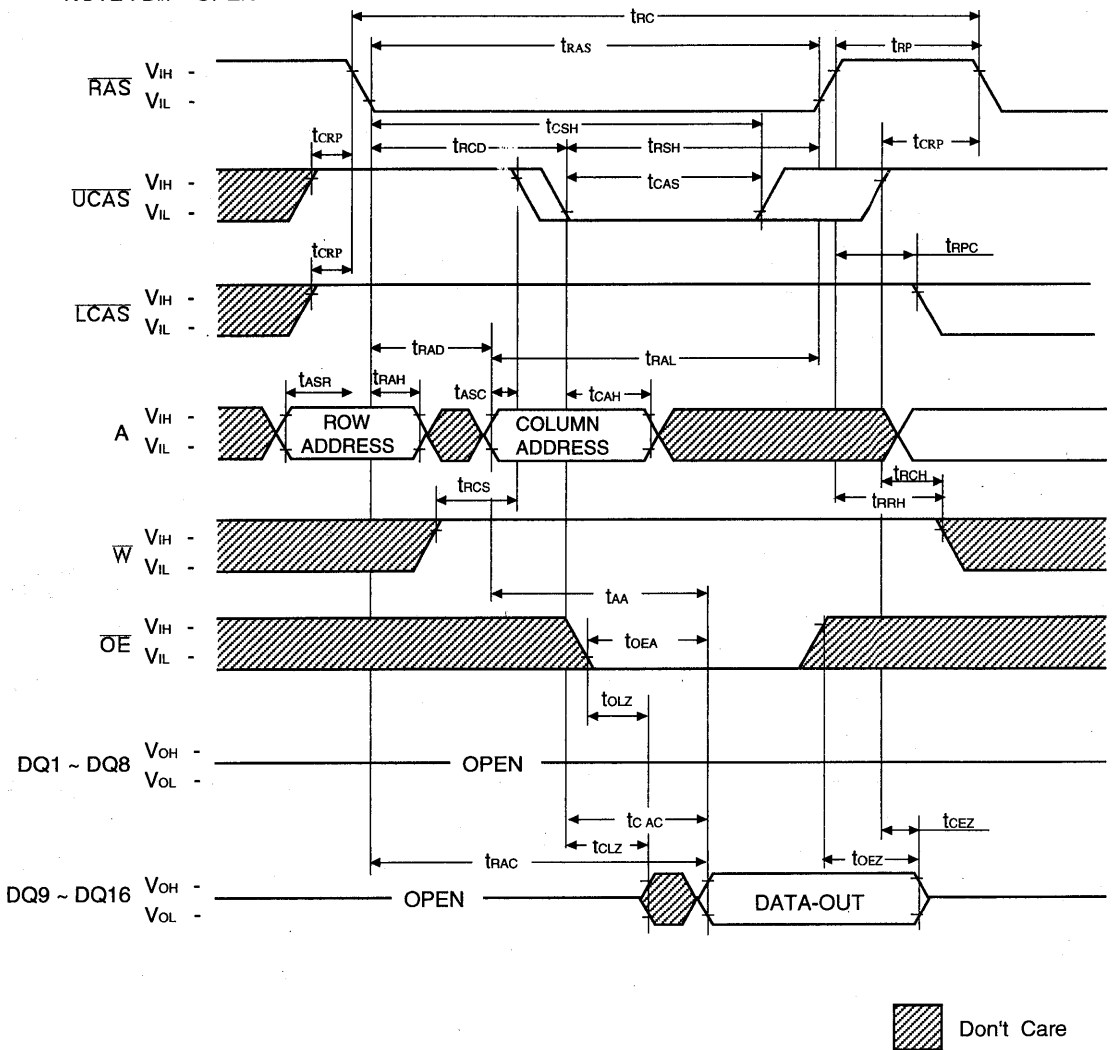 tRC
tRAS
tRP
RAS
VIH -
VIL -
tCSH
tCRP
tRCD
tRSH
tCRP
UCAS
VIH -
VIL -
tCAS
tCRP
tRPC
LCAS
VIH -
VIL -
tRAD
tRAL
tASR
tRAH
tASC
tCAH
A
VIH -
VIL -
ROW
ADDRESS
COLUMN
ADDRESS
tRCS
tRCH
tRRH
W
VIH -
VIL -
tAA
OE
VIH -
VIL -
tOEA
tOLZ
DQ1 ~ DQ8
VOH -
VOL -
OPEN
tCAC
tCEZ
tCLZ
tOEZ
tRAC
DQ9 ~ DQ16
VOH -
VOL -
OPEN
DATA-OUT
Don't Care